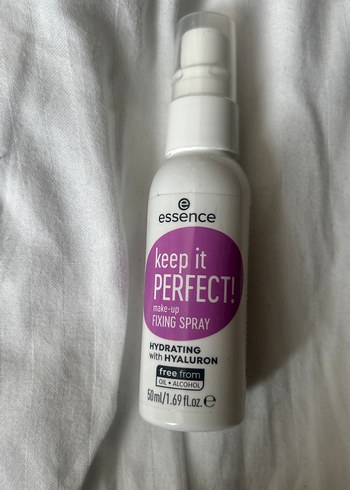 essence
keep it
PERFECT!
make-up
FIXING SPRAY
HYDRATING
with HYALURON
free from
OIL • ALCOHOL
50ml/1.69 fl.oz. ℮